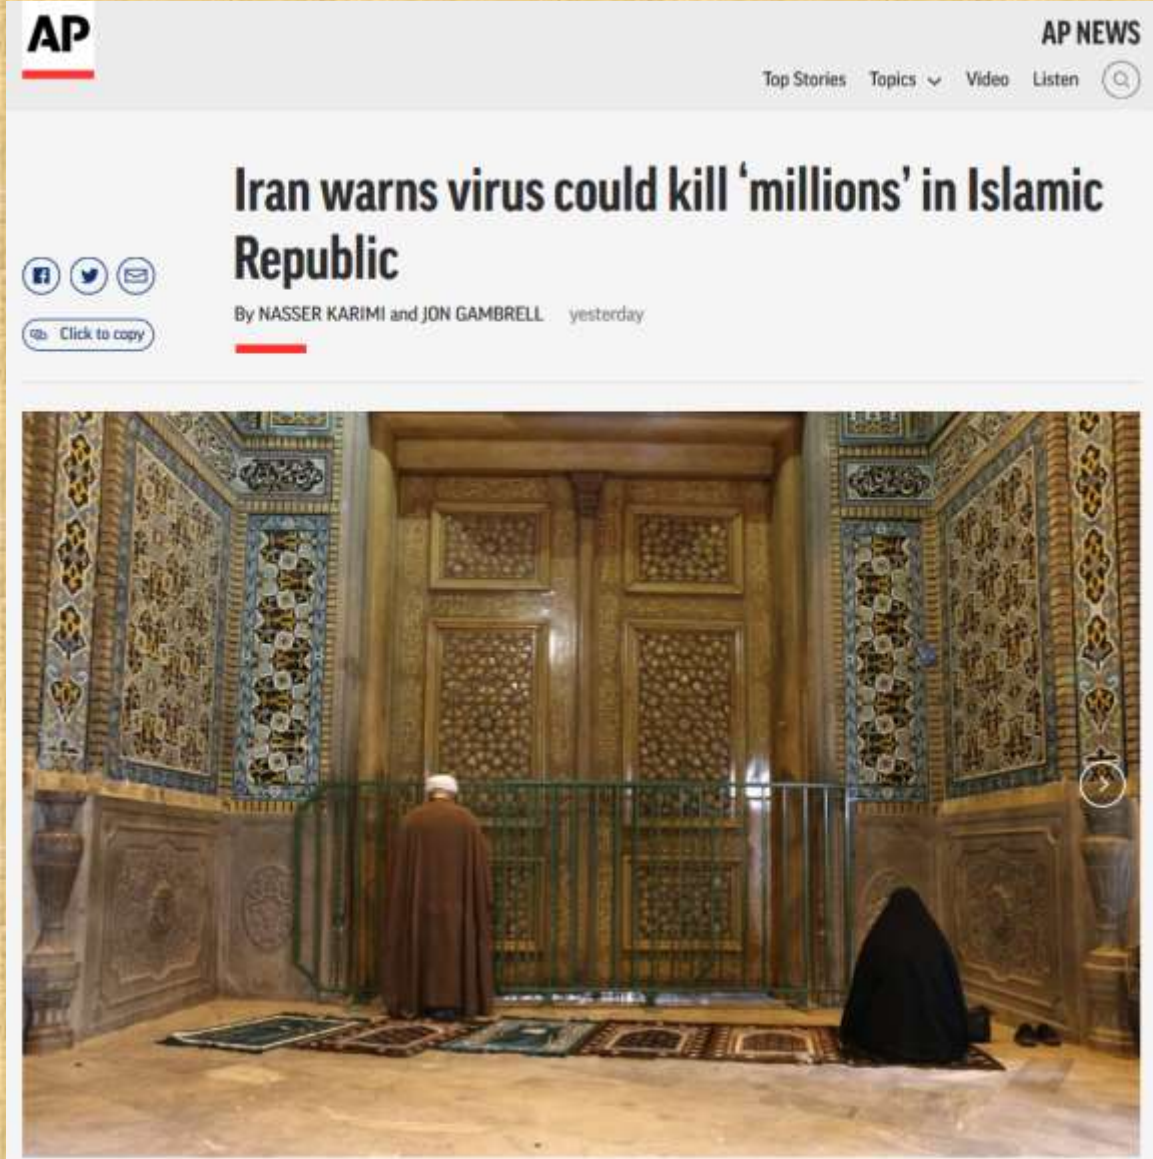 AP
AP NEWS
Top Stories Topics Video Listen
Iran warns virus could kill ‘millions’ in Islamic
Republic
By NASSER KARIMI and JON GAMBRELL yesterday
Click to copy